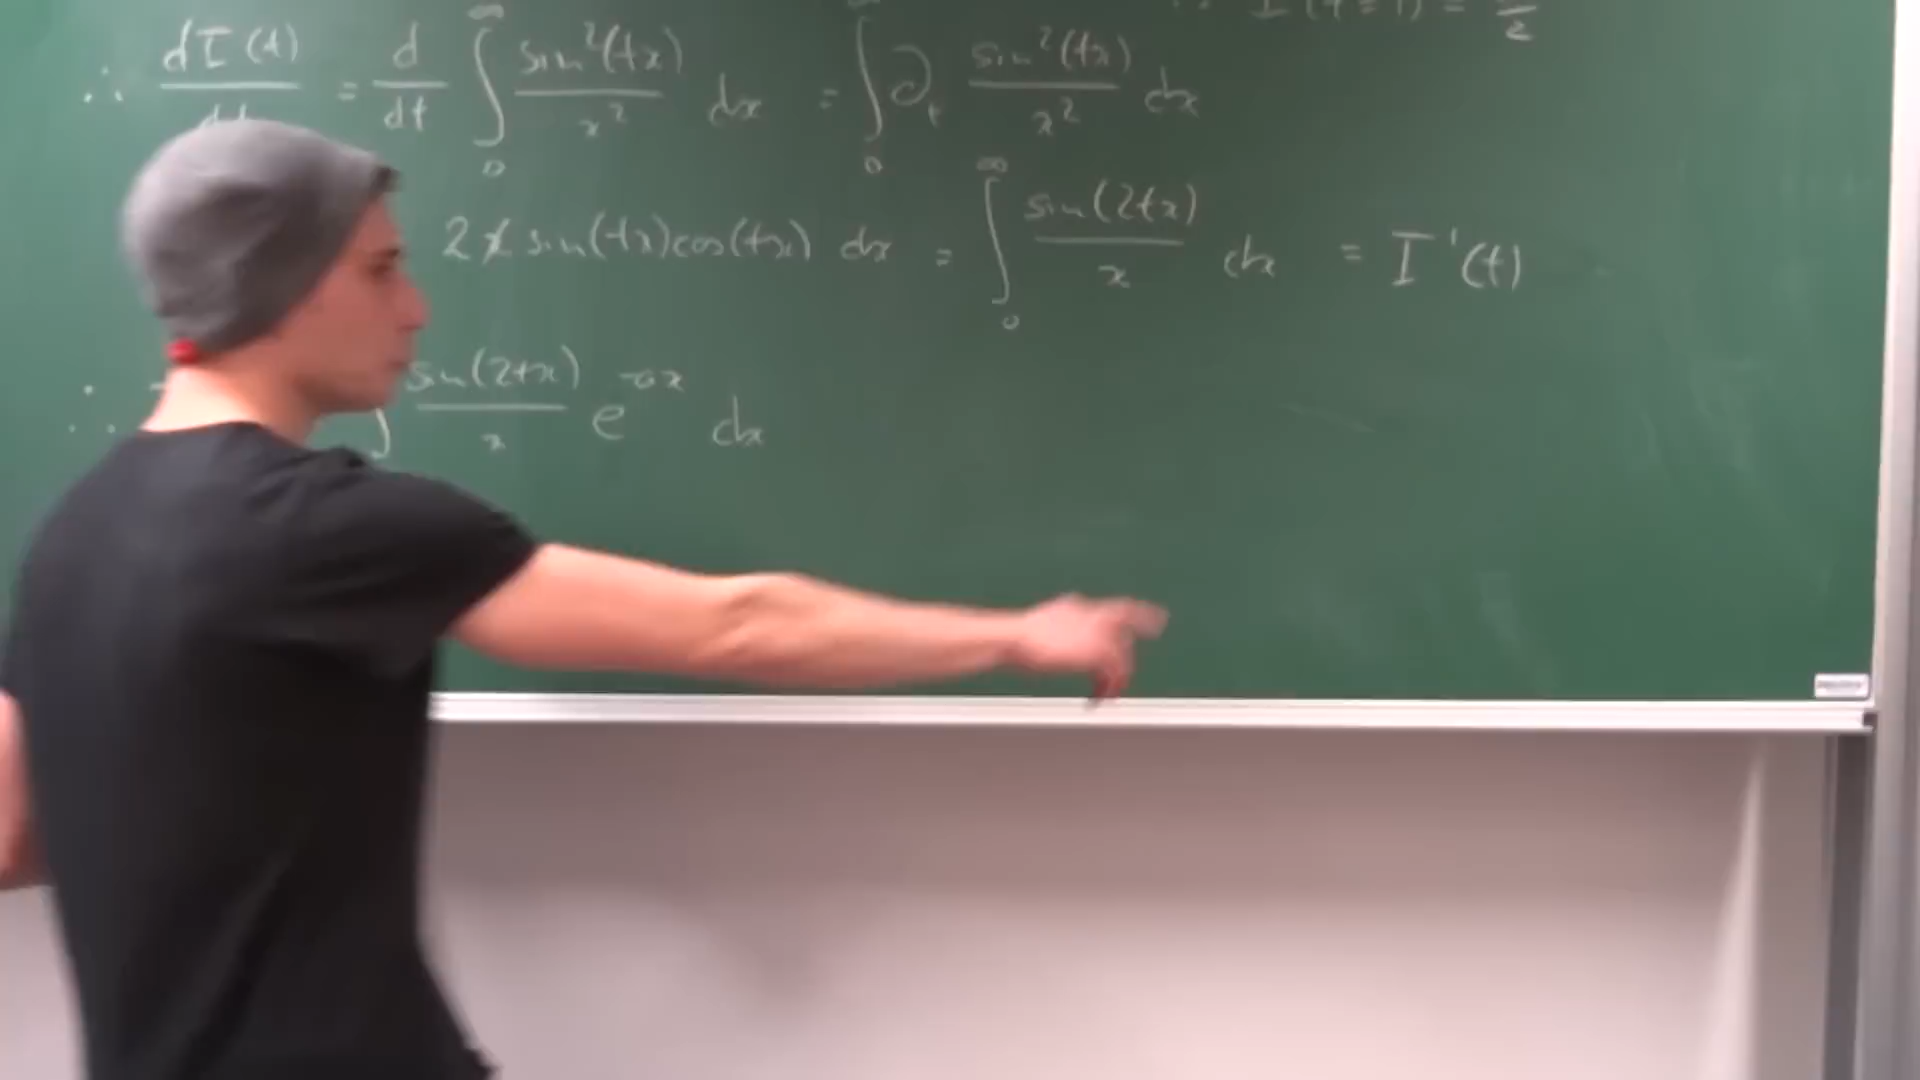 ∴ I(t=1) = π/2
∴ dI(t)/dt = d/dt ∫₀^∞ sin²(tx)/x² dx = ∫₀^∞ ∂ₜ sin²(tx)/x² dx
2x sin(tx)cos(tx) dx = ∫₀^∞ sin(2tx)/x dx = I'(t)
sin(2tx)/x e^-ax dx